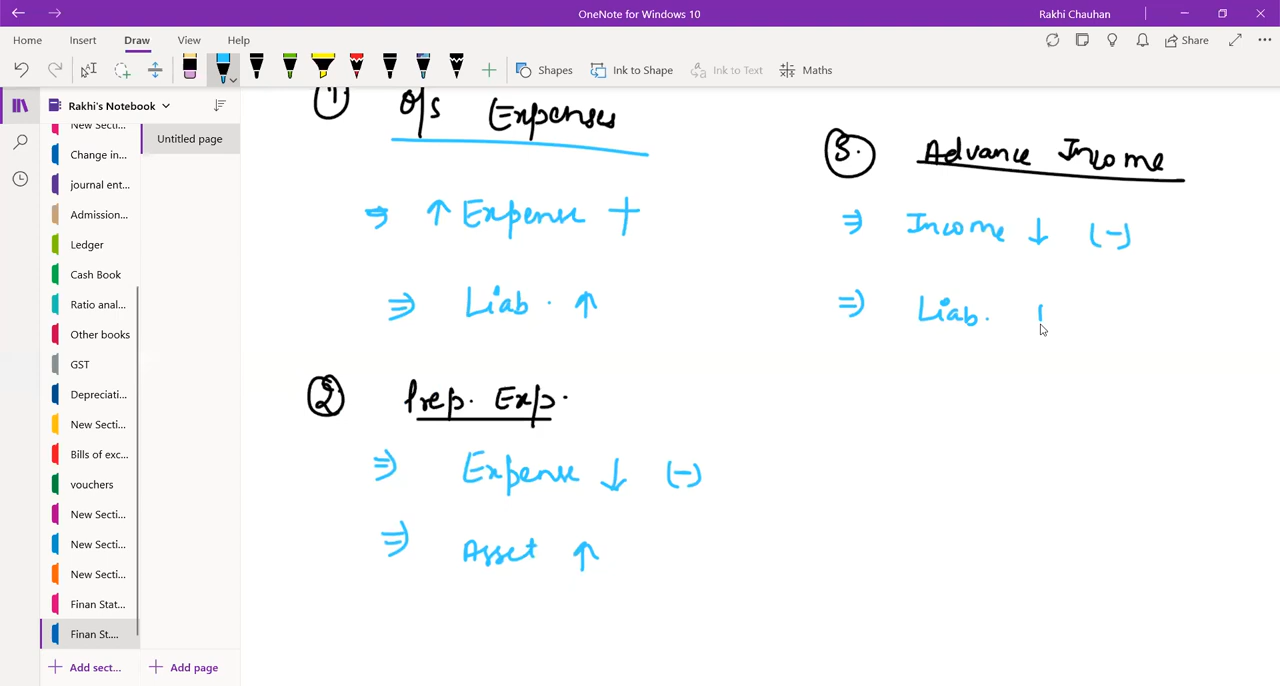 OneNote for Windows 10
Rakhi Chauhan
Home Insert Draw View Help
Share
Shapes
Ink to Shape
Ink to Text
Maths
Rakhi's Notebook
Untitled page
New Secti...
Change in...
journal ent...
Admission...
Ledger
Cash Book
Ratio anal...
Other books
GST
Depreciati...
New Secti...
Bills of exc...
vouchers
New Secti...
New Secti...
New Secti...
Finan Stat...
Finan St....
Add sect...
Add page
① O/s Expenses
⇒ ↑ Expense +
⇒ Liab. ↑
② Prep. Exp.
⇒ Expense ↓ (-)
⇒ Asset ↑
③. Advance Income
⇒ Income ↓ (-)
⇒ Liab.